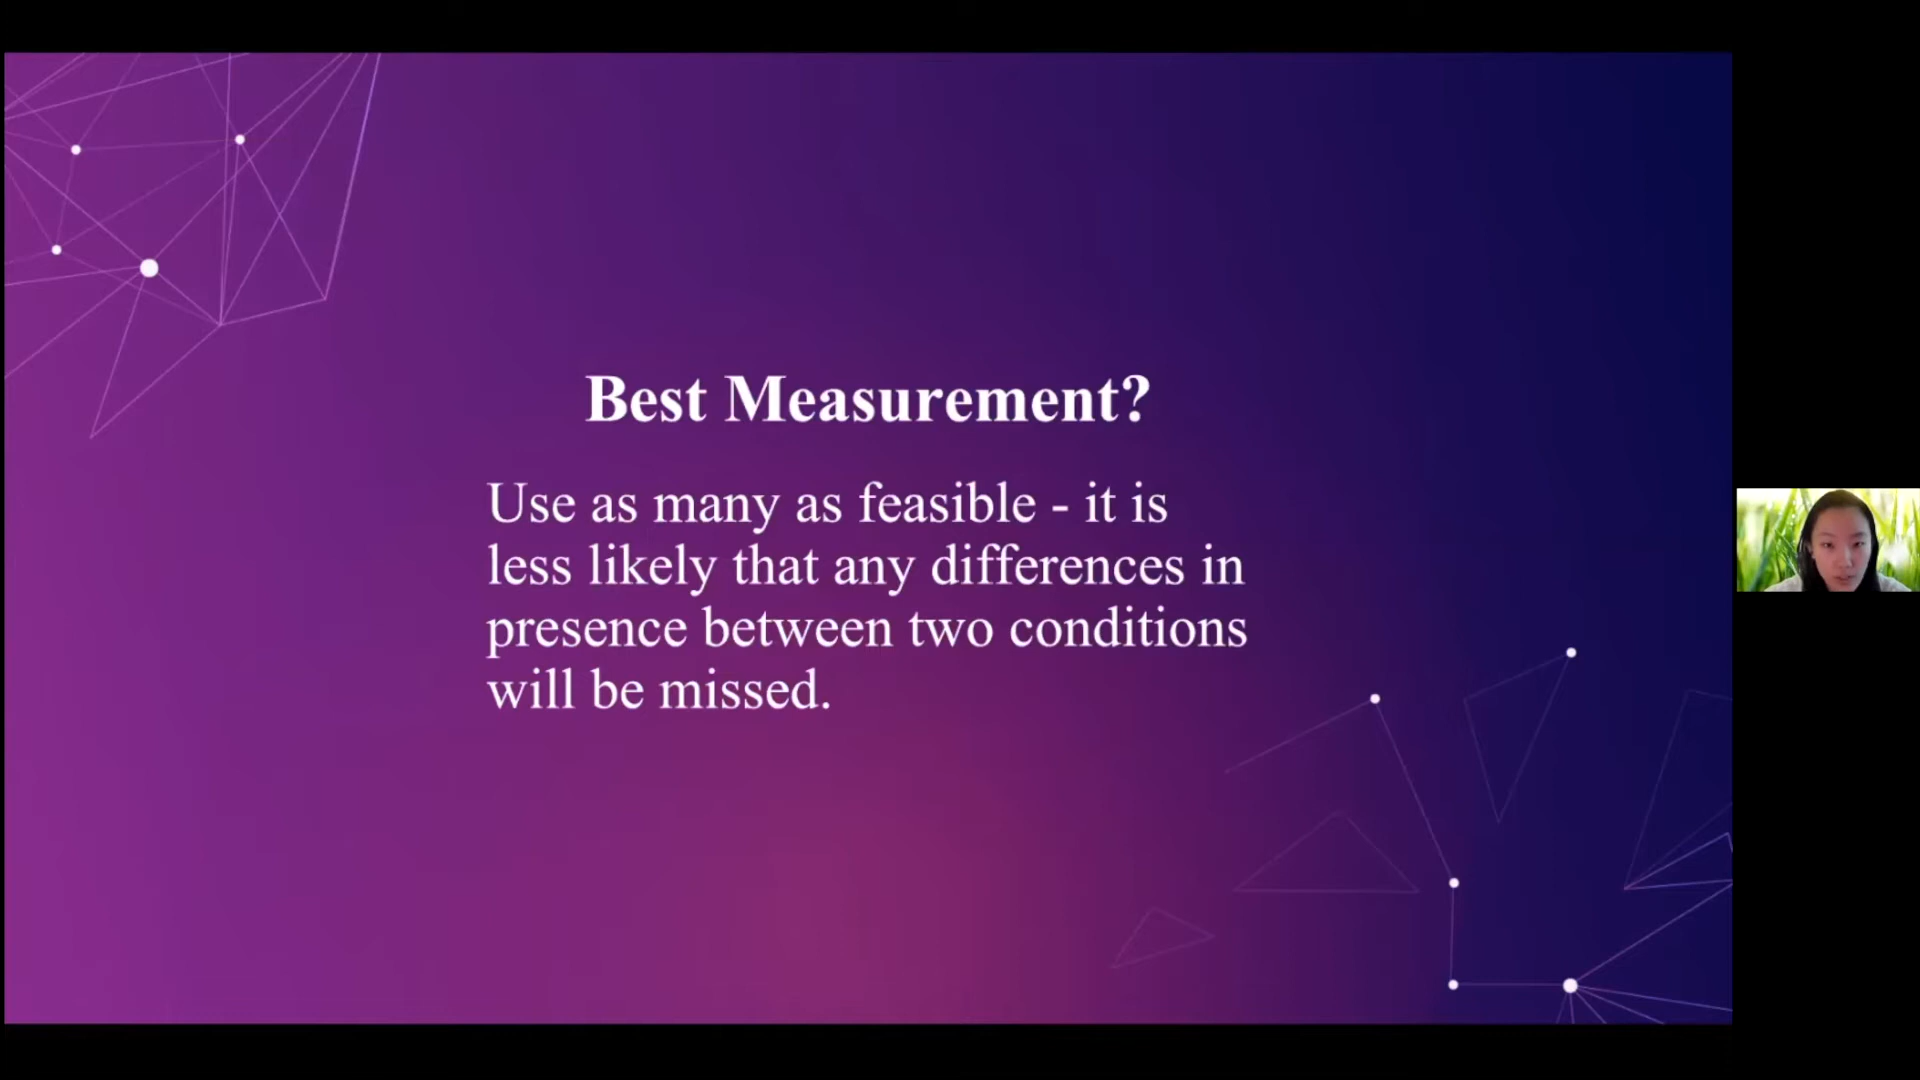 Best Measurement?
Use as many as feasible - it is
less likely that any differences in
presence between two conditions
will be missed.